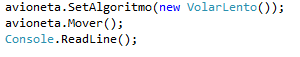 avioneta.SetAlgoritmo(new VolarLento());
avioneta.Mover();
Console.ReadLine();